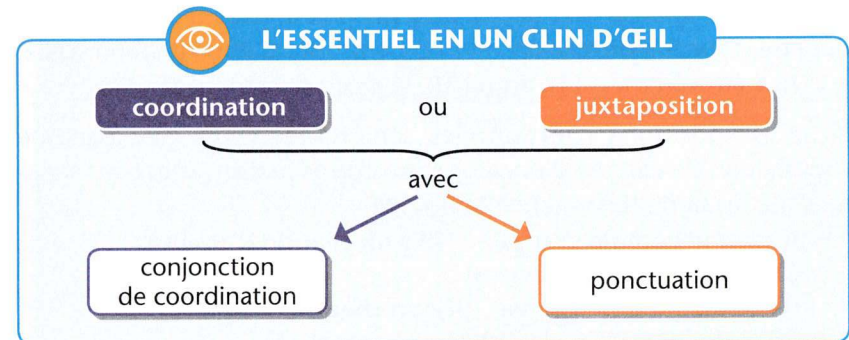 L'ESSENTIEL EN UN CLIN D'ŒIL
coordination ou juxtaposition
avec
conjonction
de coordination
ponctuation